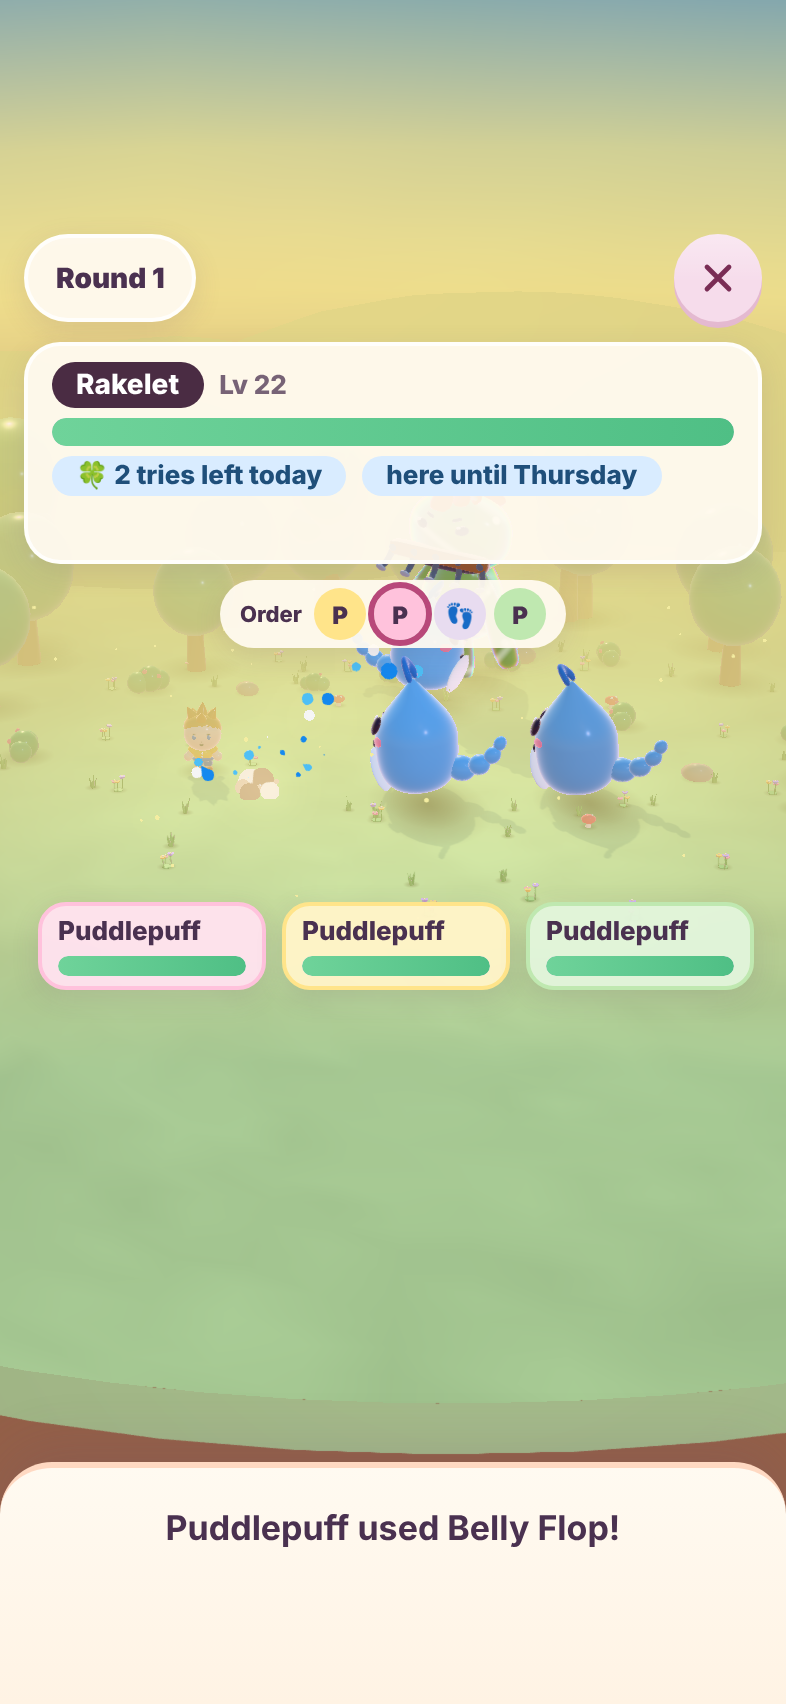 Round 1
Rakelet Lv 22
🍀 2 tries left today here until Thursday
Order P P 👣 P
Puddlepuff Puddlepuff Puddlepuff
Puddlepuff used Belly Flop!